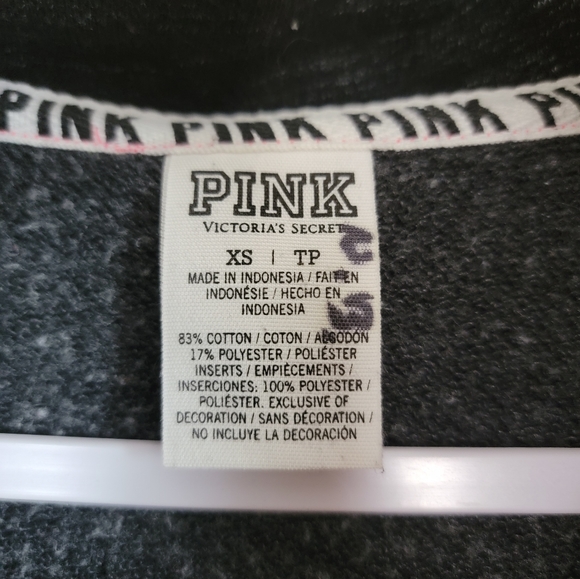 PINK PINK PINK
PINK
VICTORIA'S SECRET
XS | TP
MADE IN INDONESIA / FAIT EN
INDONÉSIE / HECHO EN
INDONESIA
83% COTTON / COTON / ALGODÓN
17% POLYESTER / POLIÉSTER
INSERTS / EMPIÈCEMENTS /
INSERCIONES: 100% POLYESTER /
POLIÉSTER. EXCLUSIVE OF
DECORATION / SANS DÉCORATION /
NO INCLUYE LA DECORACIÓN